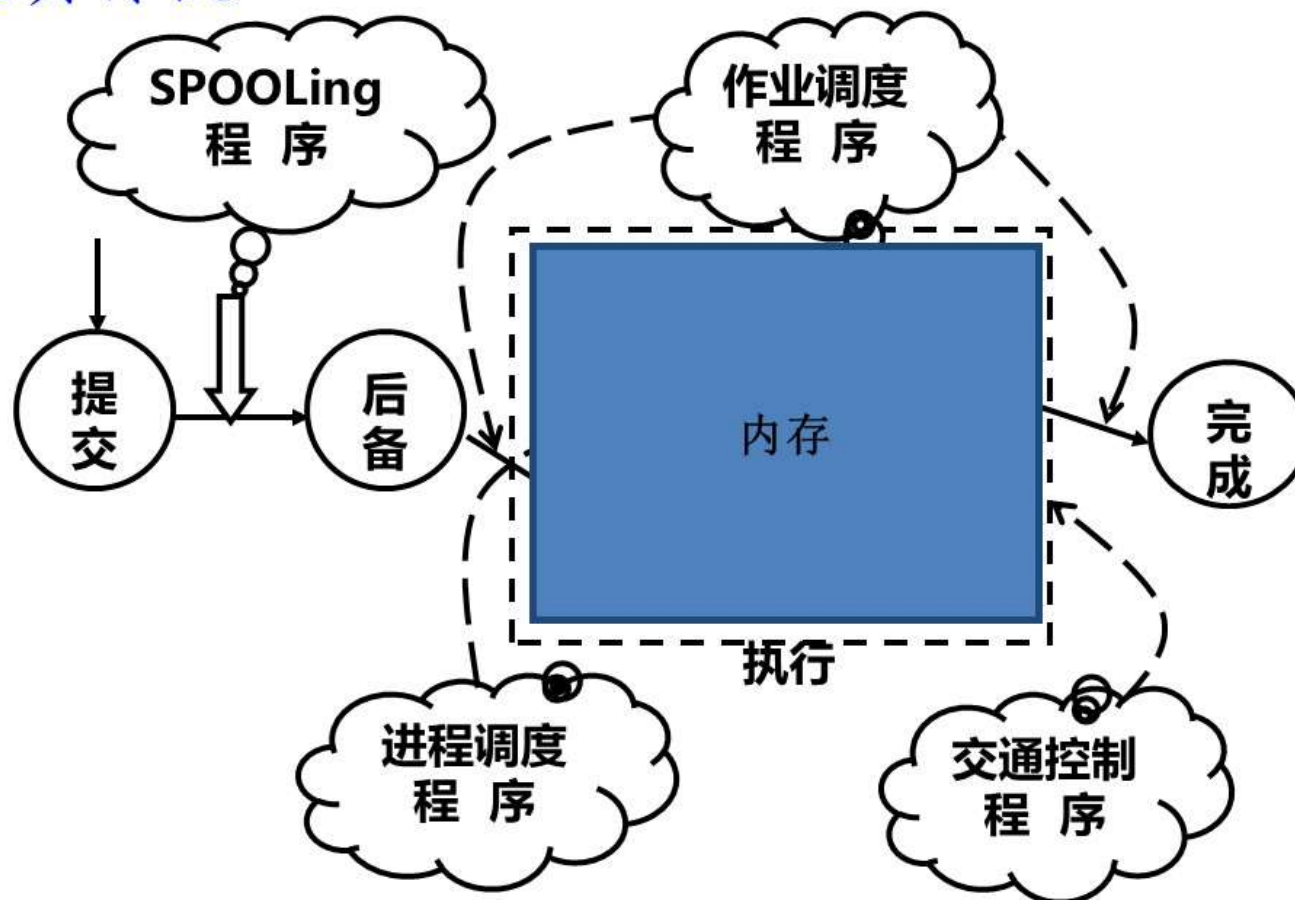 SPOOLing
程 序
作业调度
程 序
提
交
后
备
内存
完
成
执行
进程调度
程 序
交通控制
程 序